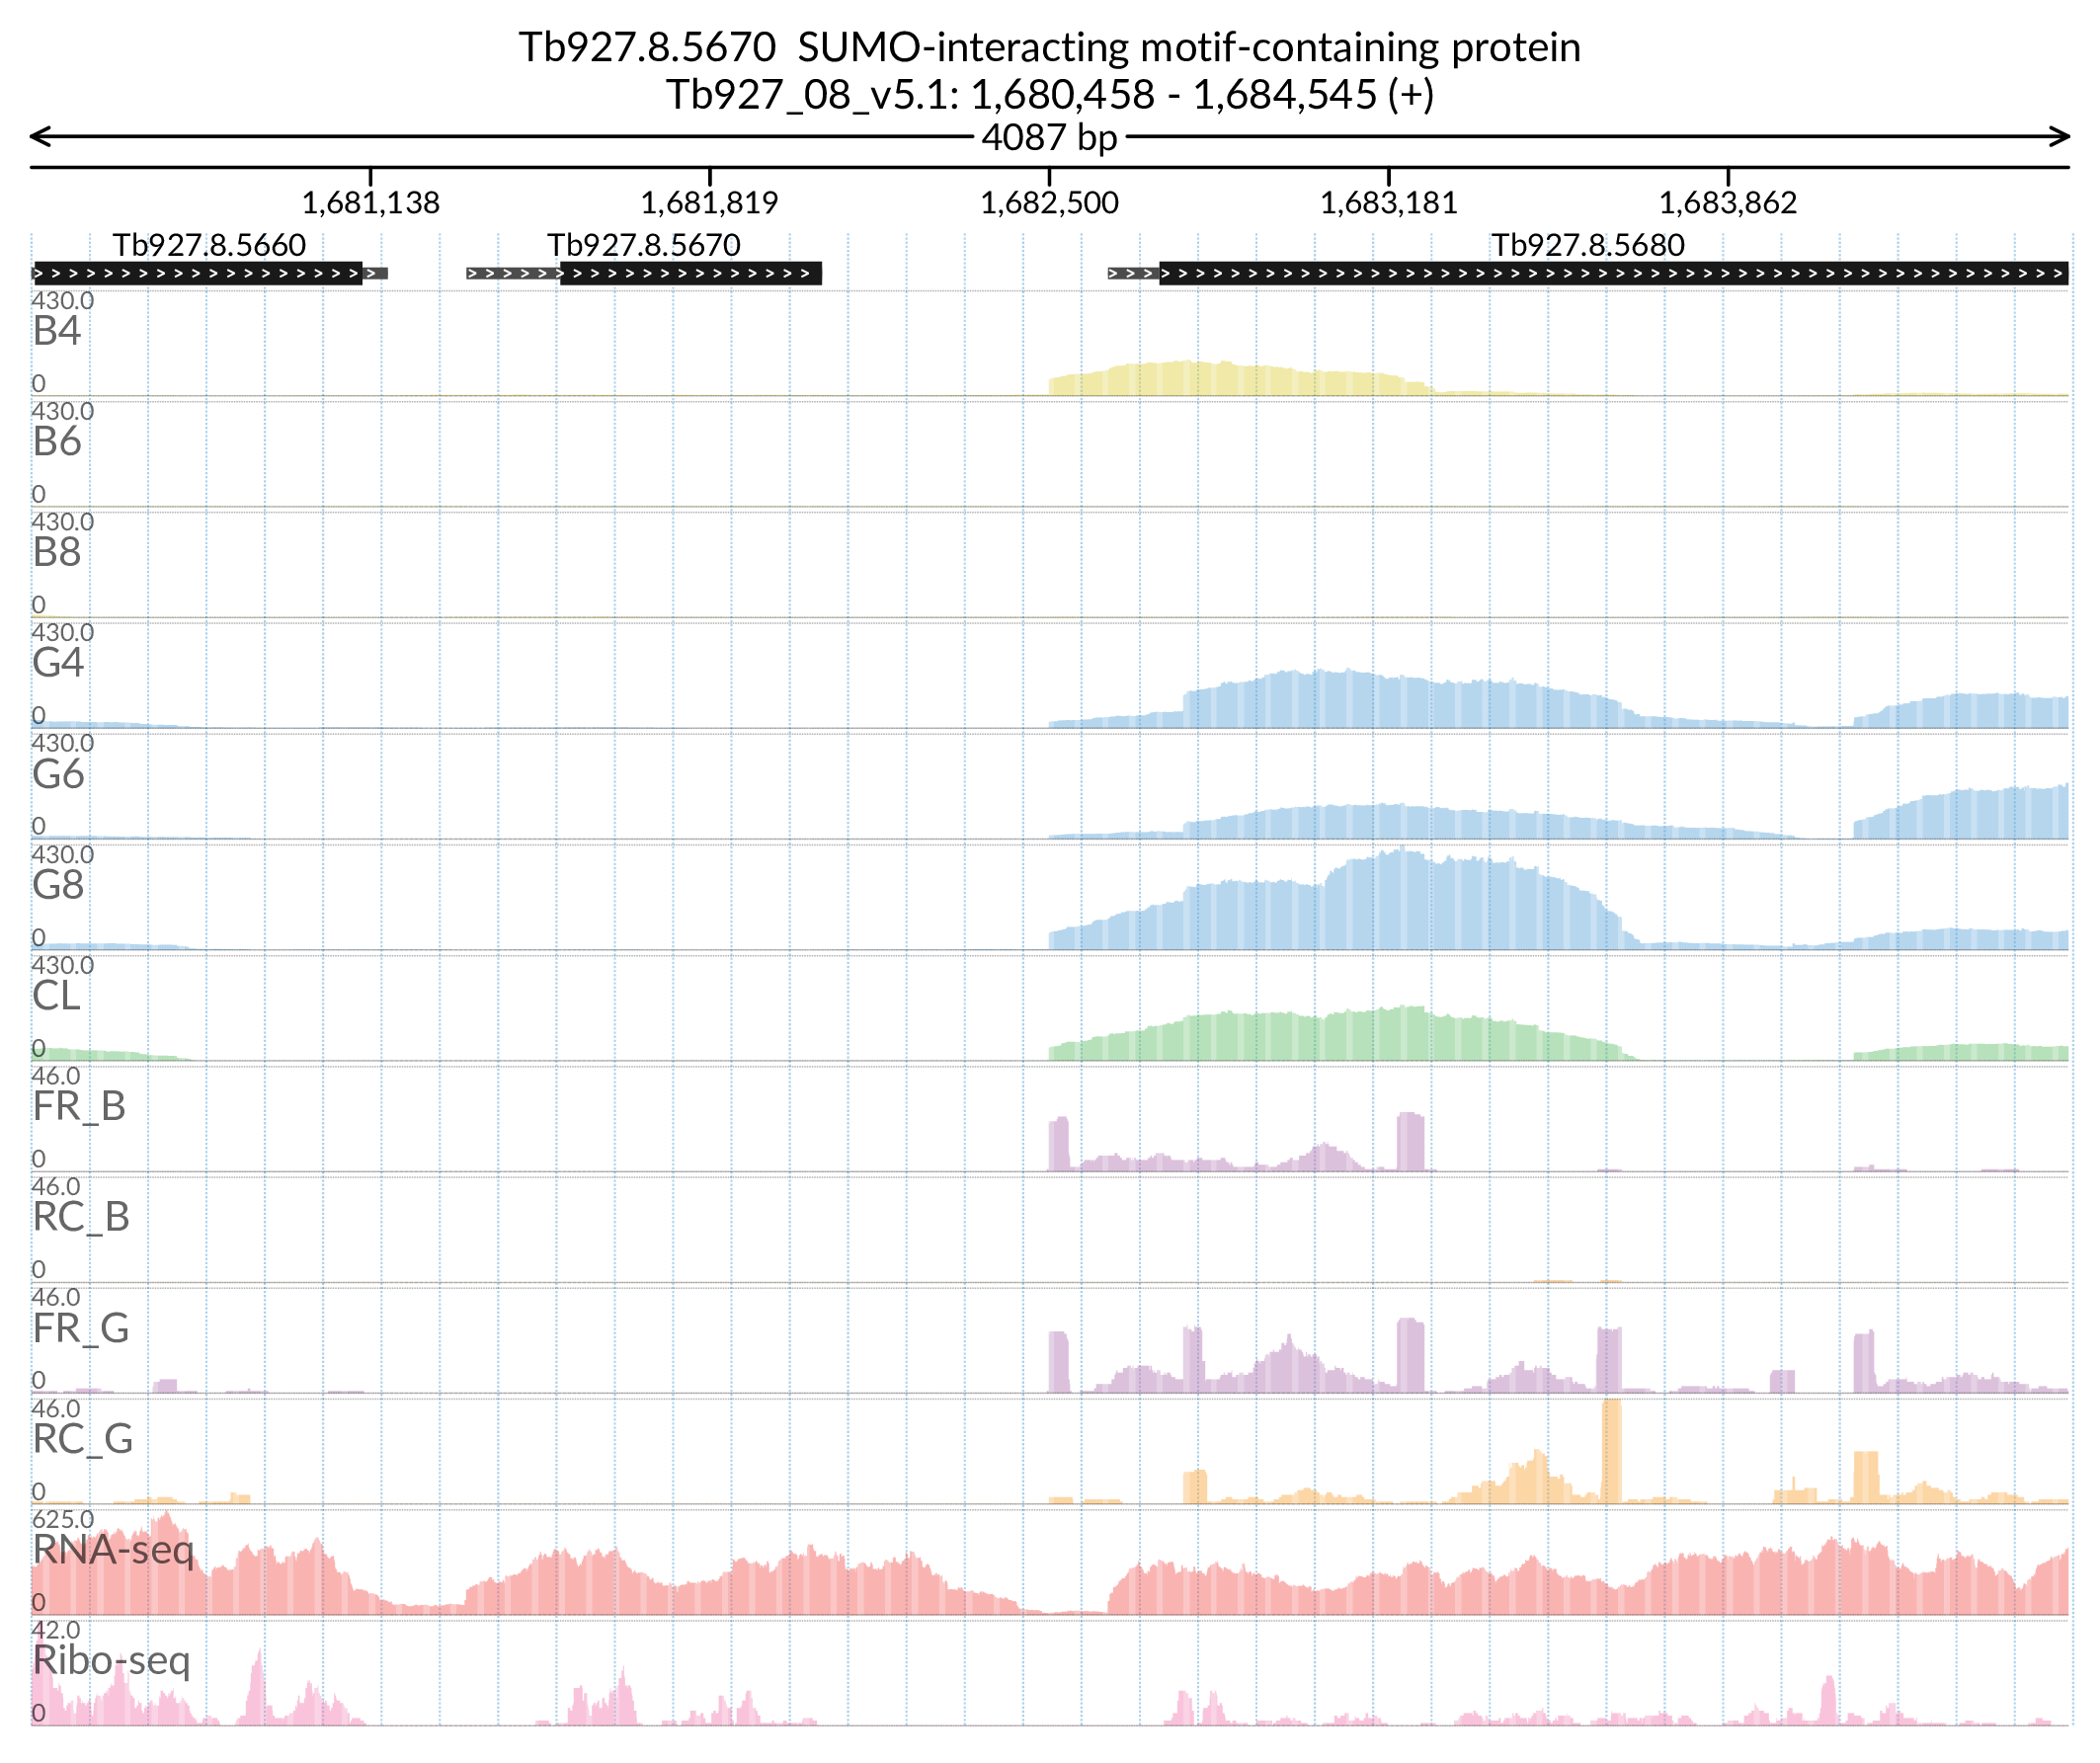 Tb927.8.5670  SUMO-interacting motif-containing protein
Tb927_08_v5.1: 1,680,458 - 1,684,545 (+)
4087 bp
1,681,138 1,681,819 1,682,500 1,683,181 1,683,862
Tb927.8.5660 Tb927.8.5670 Tb927.8.5680
430.0
B4
0
430.0
B6
0
430.0
B8
0
430.0
G4
0
430.0
G6
0
430.0
G8
0
430.0
CL
0
46.0
FR_B
0
46.0
RC_B
0
46.0
FR_G
0
46.0
RC_G
0
625.0
RNA-seq
0
42.0
Ribo-seq
0